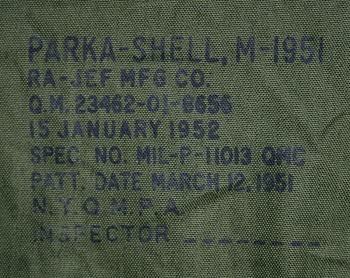 PARKA-SHELL, M-1951
RA-JEF MFG CO.
Q.M. 23462-01-8656
15 JANUARY 1952
SPEC. NO. MIL-P-11013 QMC
PATT. DATE MARCH 12, 1951
N.Y.Q.M.P.A.
INSPECTOR _ _ _ _ _ _ _